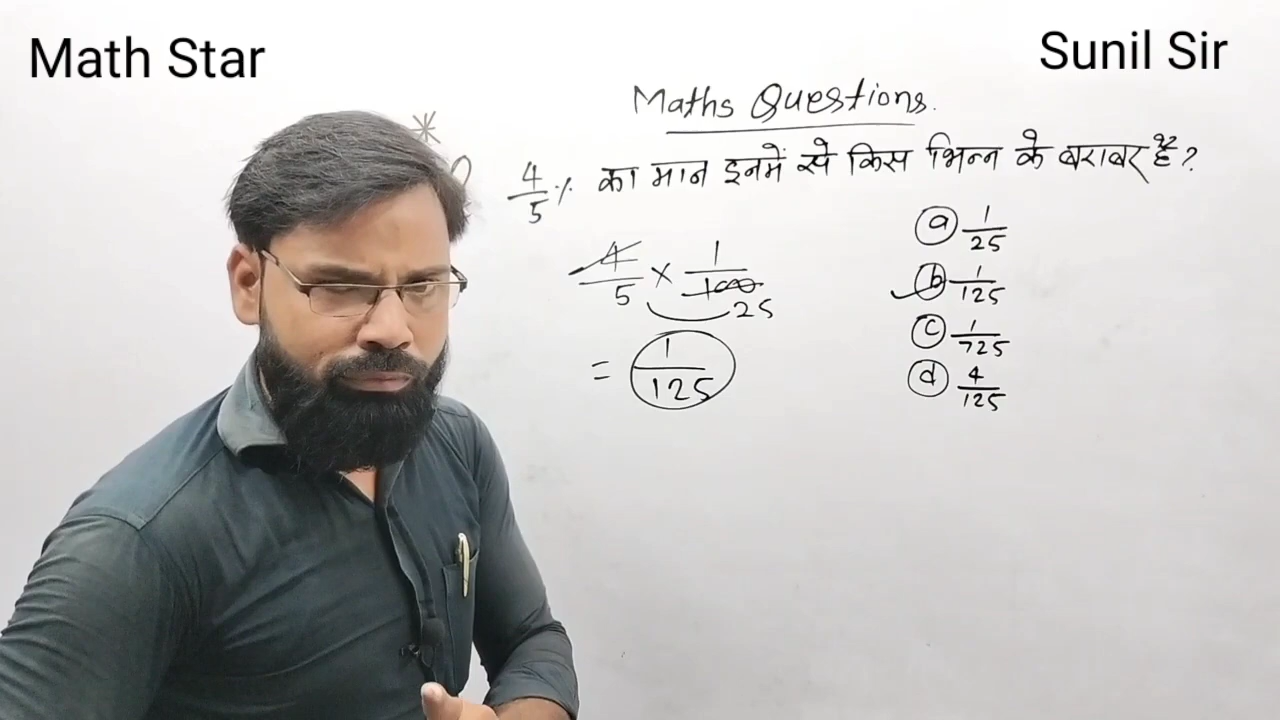 Math Star
Sunil Sir
Maths Questions.
4/5 % का मान इनमें से किस भिन्न के बराबर है ?
4/5 × 1/100 25
= 1/125
(a) 1/25
(b) 1/125
(c) 1/725
(d) 4/125